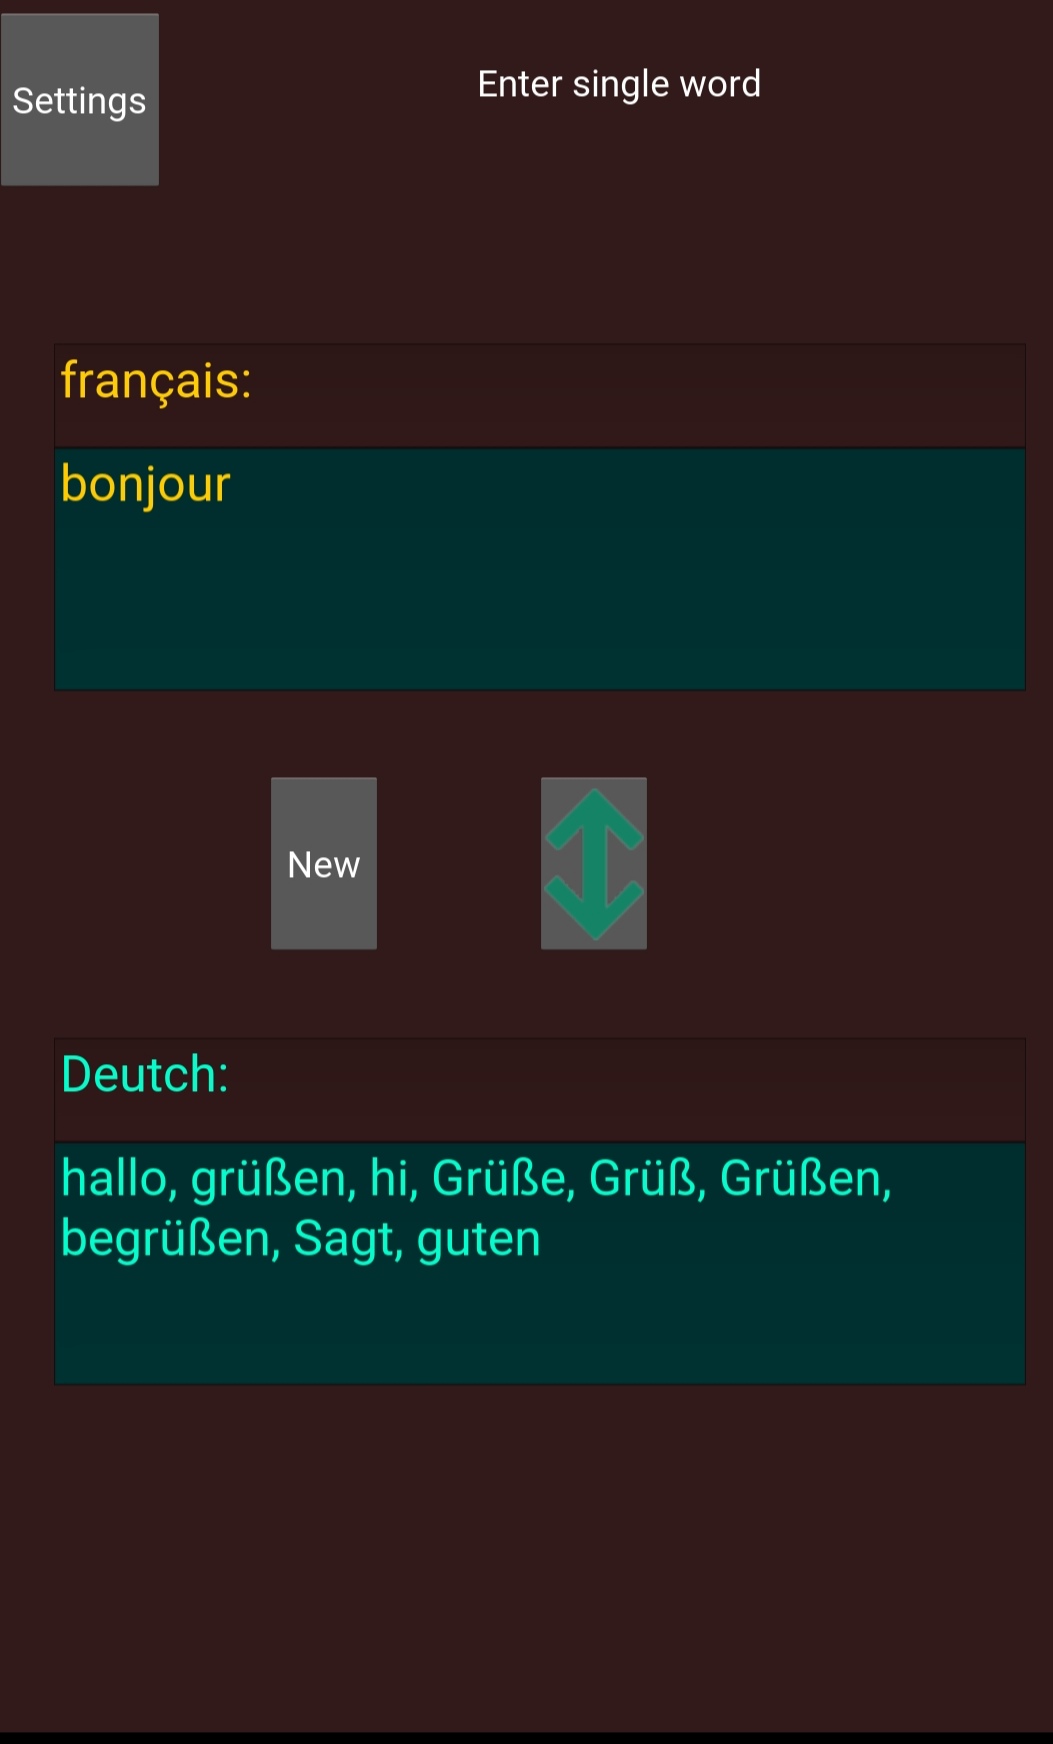 Settings
Enter single word
français:
bonjour
New
Deutch:
hallo, grüßen, hi, Grüße, Grüß, Grüßen,
begrüßen, Sagt, guten